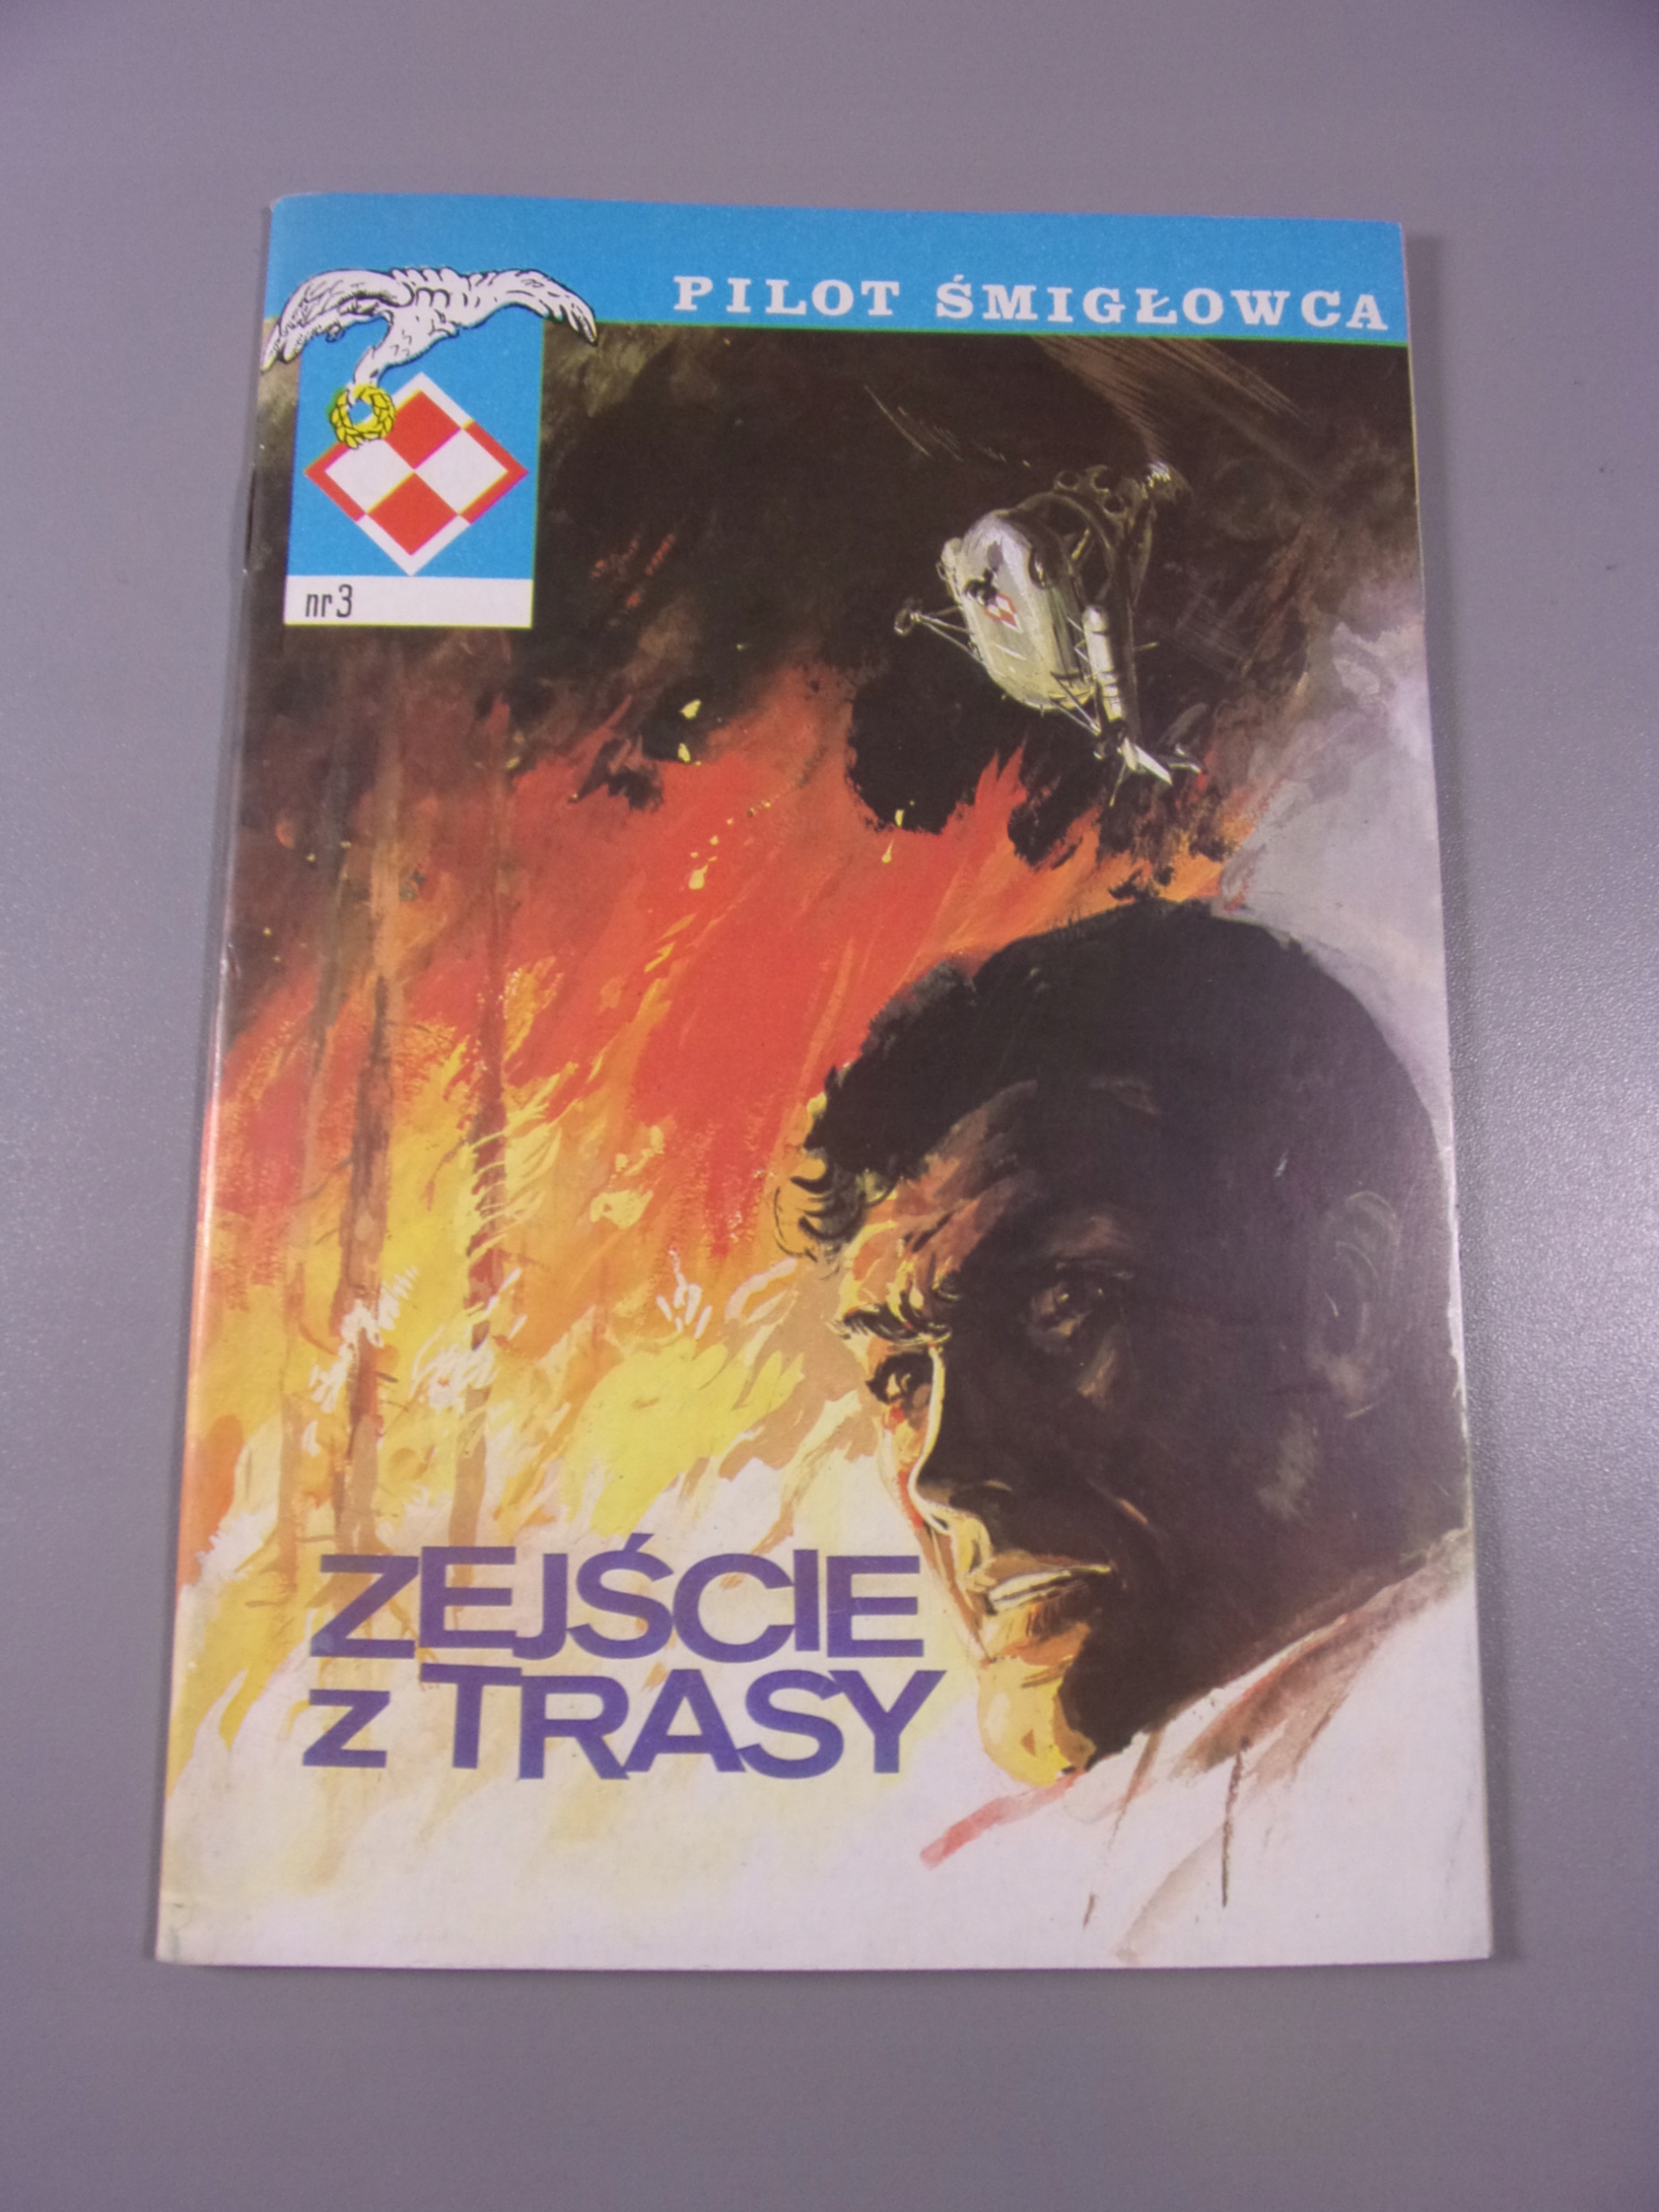 PILOT ŚMIGŁOWCA
nr 3
ZEJŚCIE
z TRASY